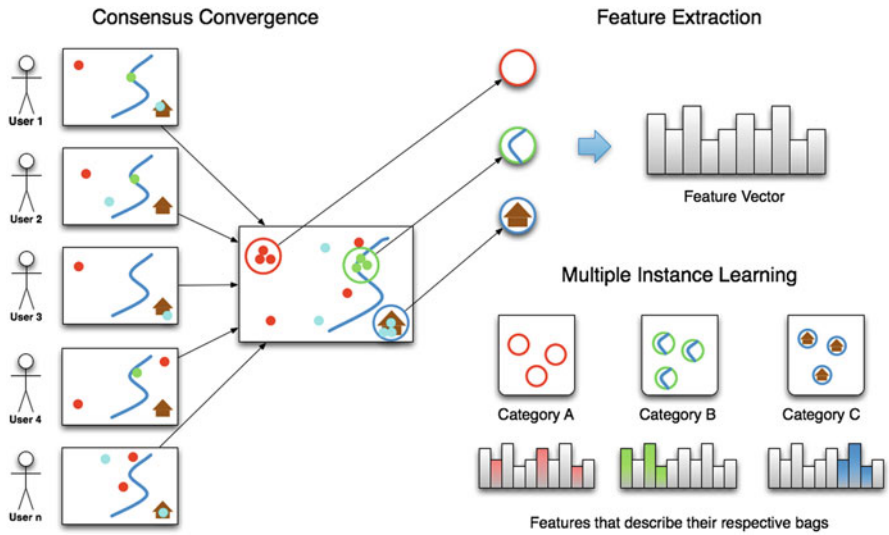 Consensus Convergence
User 1
User 2
User 3
User 4
User n
Feature Extraction
Feature Vector
Multiple Instance Learning
Category A
Category B
Category C
Features that describe their respective bags